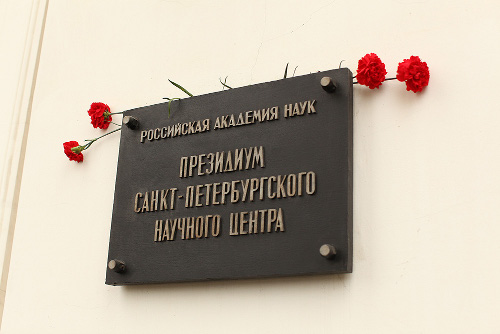 РОССИЙСКАЯ АКАДЕМИЯ НАУК
ПРЕЗИДИУМ
САНКТ-ПЕТЕРБУРГСКОГО
НАУЧНОГО ЦЕНТРА